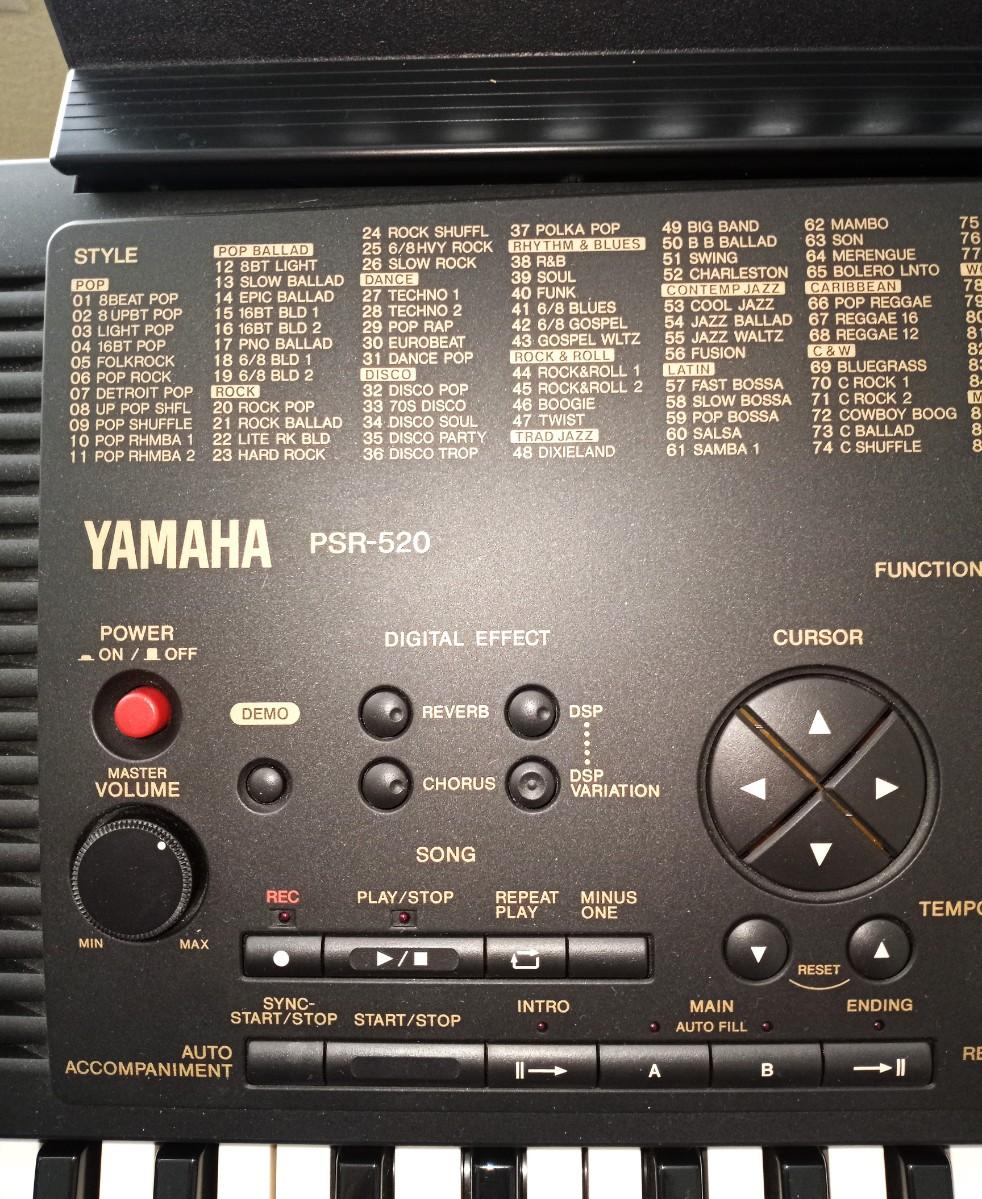 STYLE
POP
01 8BEAT POP
02 8 UPBT POP
03 LIGHT POP
04 16BT POP
05 FOLKROCK
06 POP ROCK
07 DETROIT POP
08 UP POP SHFL
09 POP SHUFFLE
10 POP RHMBA 1
11 POP RHMBA 2
POP BALLAD
12 8BT LIGHT
13 SLOW BALLAD
14 EPIC BALLAD
15 16BT BLD 1
16 16BT BLD 2
17 PNO BALLAD
18 6/8 BLD 1
19 6/8 BLD 2
ROCK
20 ROCK POP
21 ROCK BALLAD
22 LITE RK BLD
23 HARD ROCK
24 ROCK SHUFFL
25 6/8HVY ROCK
26 SLOW ROCK
DANCE
27 TECHNO 1
28 TECHNO 2
29 POP RAP
30 EUROBEAT
31 DANCE POP
DISCO
32 DISCO POP
33 70S DISCO
34 DISCO SOUL
35 DISCO PARTY
36 DISCO TROP
37 POLKA POP
RHYTHM & BLUES
38 R&B
39 SOUL
40 FUNK
41 6/8 BLUES
42 6/8 GOSPEL
43 GOSPEL WLTZ
ROCK & ROLL
44 ROCK&ROLL 1
45 ROCK&ROLL 2
46 BOOGIE
47 TWIST
TRAD JAZZ
48 DIXIELAND
49 BIG BAND
50 B B BALLAD
51 SWING
52 CHARLESTON
CONTEMP JAZZ
53 COOL JAZZ
54 JAZZ BALLAD
55 JAZZ WALTZ
56 FUSION
LATIN
57 FAST BOSSA
58 SLOW BOSSA
59 POP BOSSA
60 SALSA
61 SAMBA 1
62 MAMBO
63 SON
64 MERENGUE
65 BOLERO LNTO
CARIBBEAN
66 POP REGGAE
67 REGGAE 16
68 REGGAE 12
C & W
69 BLUEGRASS
70 C ROCK 1
71 C ROCK 2
72 COWBOY BOOG
73 C BALLAD
74 C SHUFFLE
75
76
77
78
79
YAMAHA PSR-520
FUNCTION
POWER
ON / OFF
DIGITAL EFFECT
CURSOR
DEMO
REVERB
DSP
MASTER
VOLUME
CHORUS
DSP
VARIATION
MIN MAX
SONG
REC
PLAY/STOP
REPEAT
PLAY
MINUS
ONE
TEMPO
RESET
SYNC-
START/STOP
START/STOP
INTRO
MAIN
AUTO FILL
ENDING
AUTO
ACCOMPANIMENT
A
B